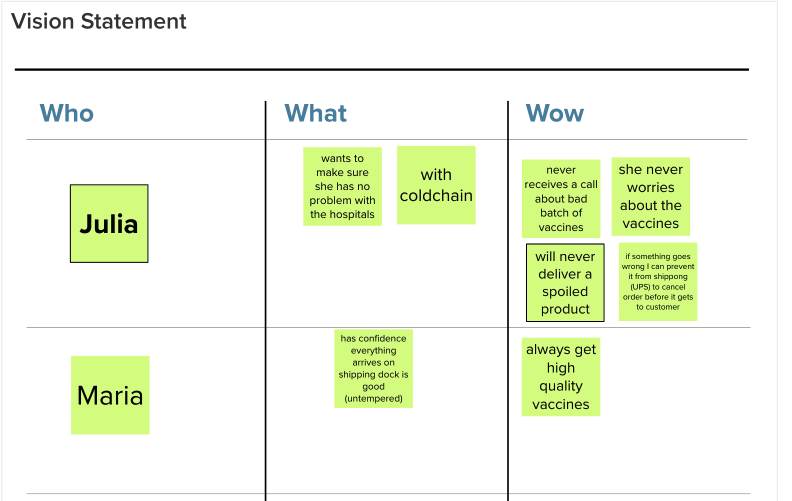 Vision Statement
Who
What
Wow
Julia
wants to
make sure
she has no
problem with
the hospitals
with
coldchain
never
receives a call
about bad
batch of
vaccines
she never
worries
about the
vaccines
will never
deliver a
spoiled
product
if something goes
wrong I can prevent
it from shippong
(UPS) to cancel
order before it gets
to customer
Maria
has confidence
everything
arrives on
shipping dock is
good
(untempered)
always get
high
quality
vaccines